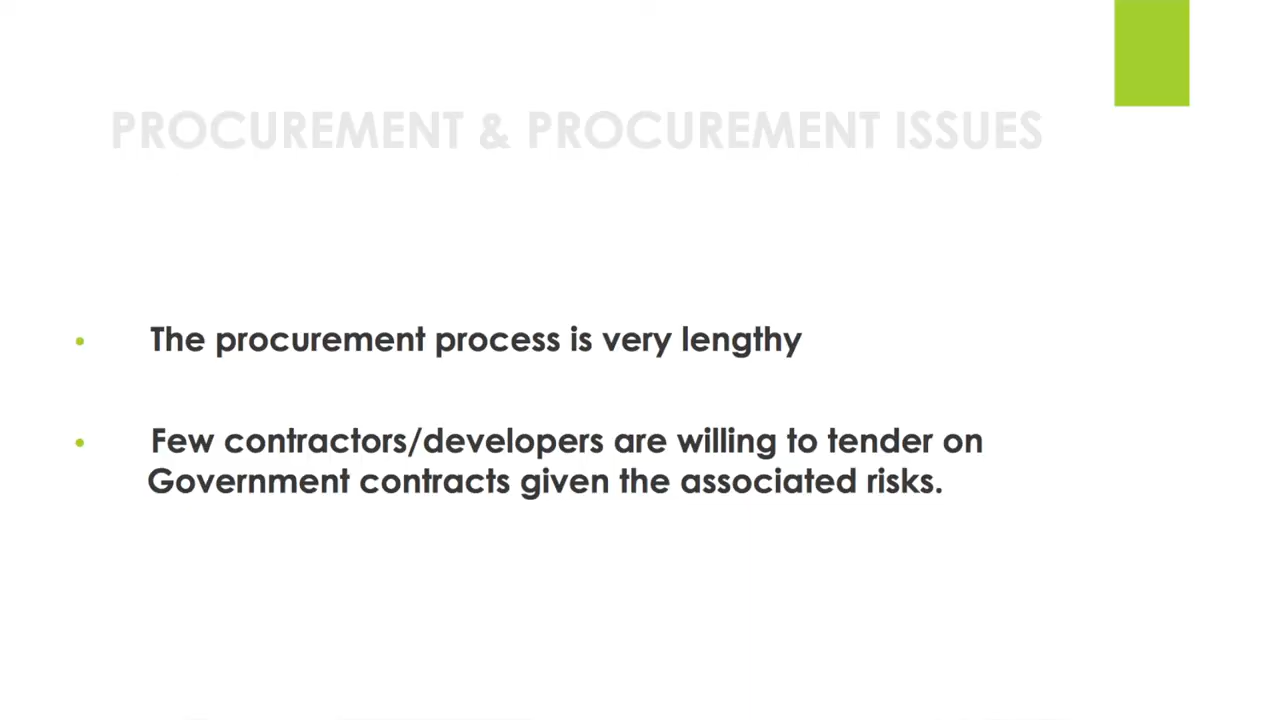 PROCUREMENT & PROCUREMENT ISSUES
• The procurement process is very lengthy
• Few contractors/developers are willing to tender on
Government contracts given the associated risks.